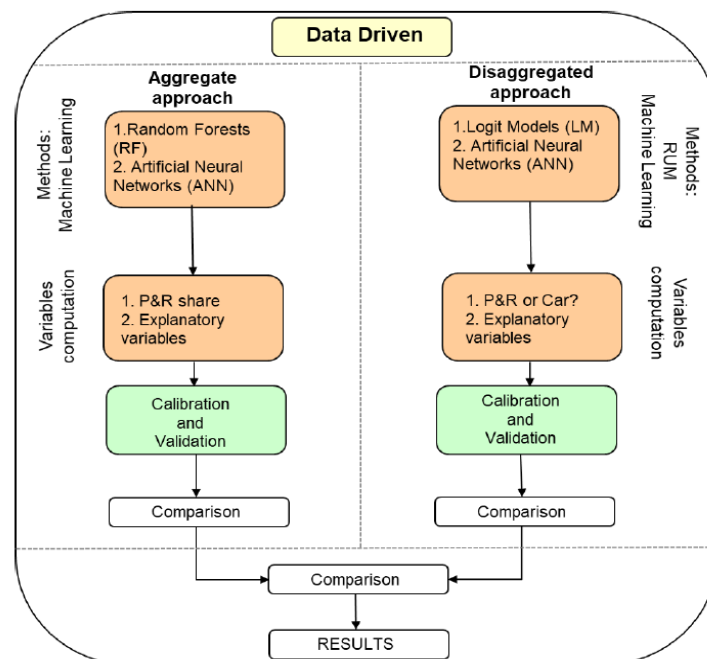 Data Driven
Aggregate
approach
Methods:
Machine Learning
1.Random Forests
(RF)
2. Artificial Neural
Networks (ANN)
Variables
computation
1. P&R share
2. Explanatory
variables
Calibration
and
Validation
Comparison
Disaggregated
approach
1.Logit Models (LM)
2. Artificial Neural
Networks (ANN)
Methods:
RUM
Machine Learning
1. P&R or Car?
2. Explanatory
variables
Variables
computation
Calibration
and
Validation
Comparison
Comparison
RESULTS